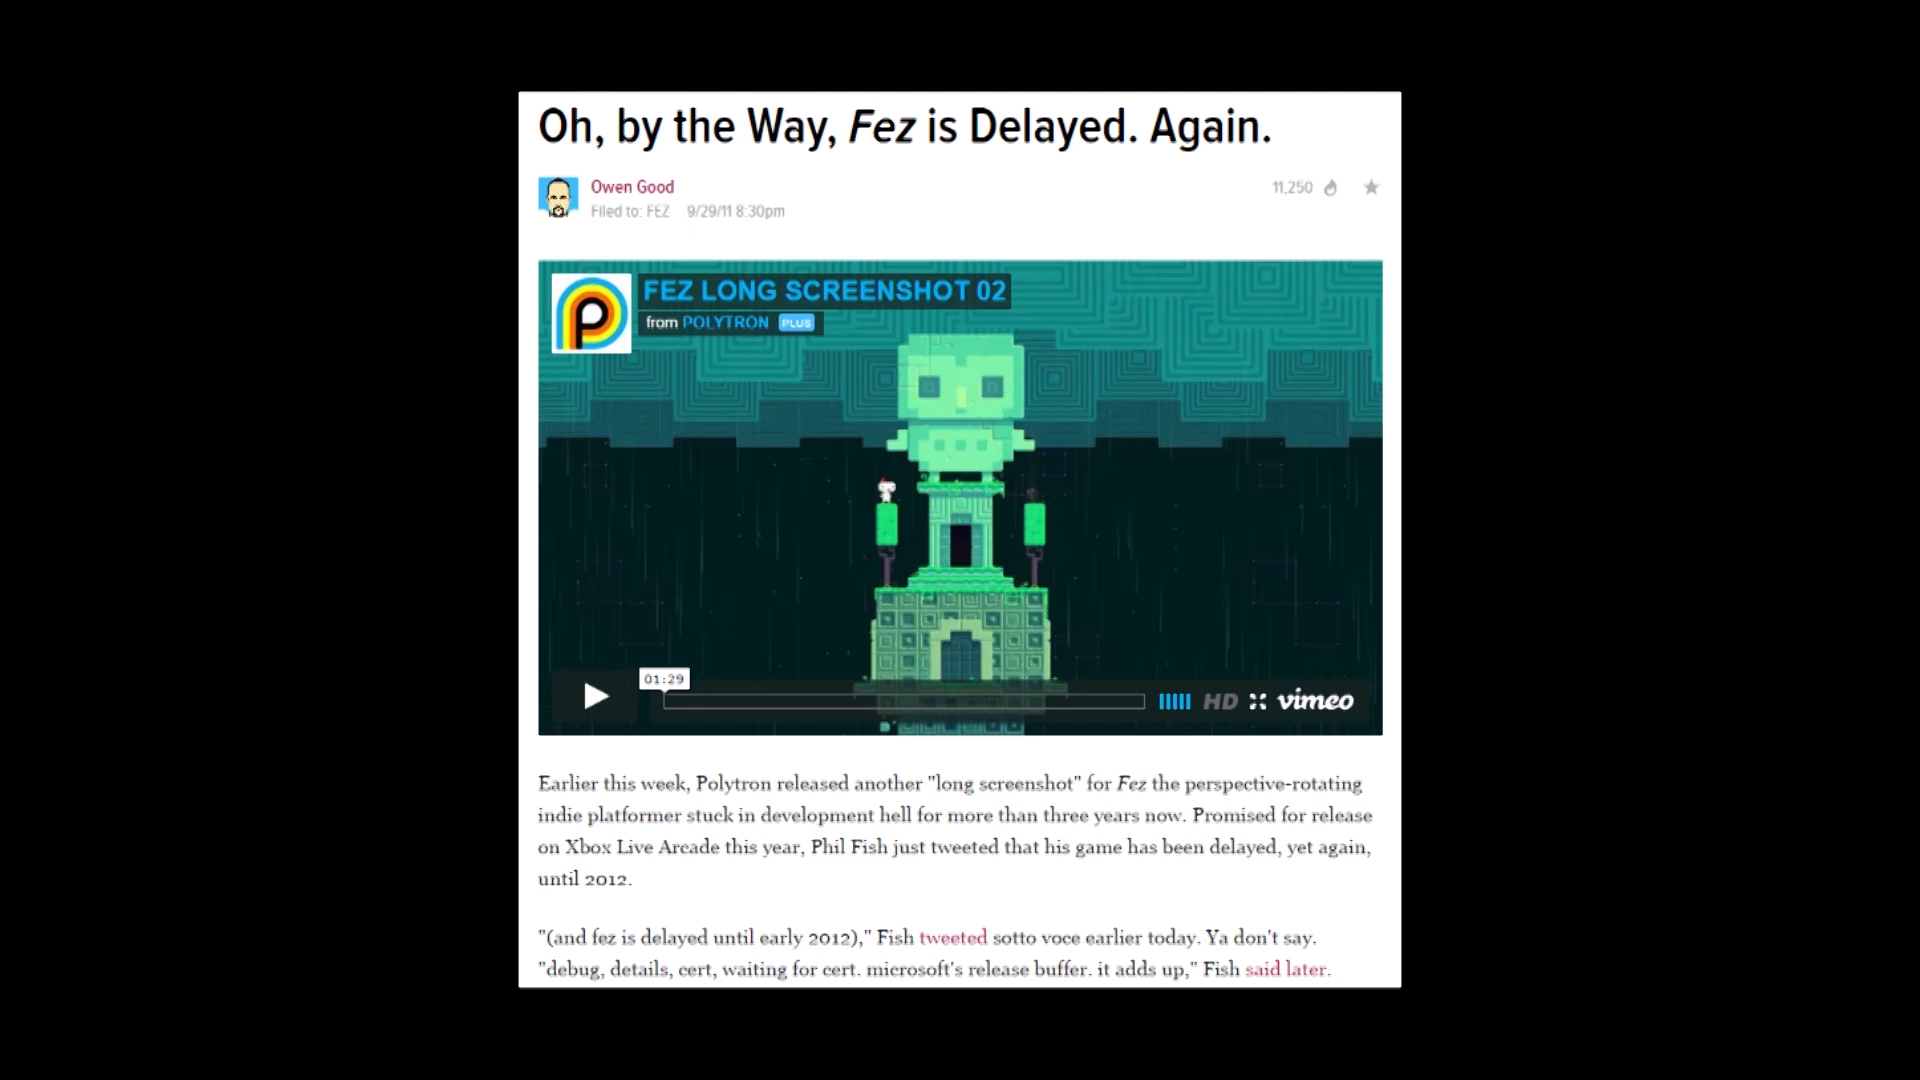 Oh, by the Way, Fez is Delayed. Again.
Owen Good
11,250
Filed to: FEZ 9/29/11 8:30pm
FEZ LONG SCREENSHOT 02
from POLYTRON PLUS
01:29
HD vimeo
Earlier this week, Polytron released another "long screenshot" for Fez the perspective-rotating
indie platformer stuck in development hell for more than three years now. Promised for release
on Xbox Live Arcade this year, Phil Fish just tweeted that his game has been delayed, yet again,
until 2012.
"(and fez is delayed until early 2012)," Fish tweeted sotto voce earlier today. Ya don't say.
"debug, details, cert, waiting for cert. microsoft's release buffer. it adds up," Fish said later.